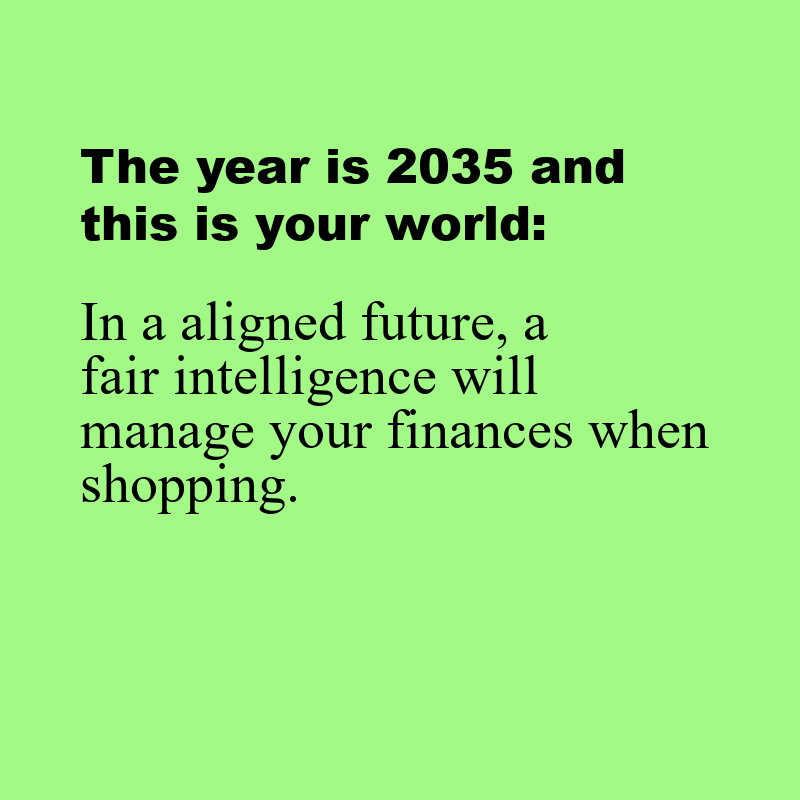 The year is 2035 and
this is your world:
In a aligned future, a
fair intelligence will
manage your finances when
shopping.